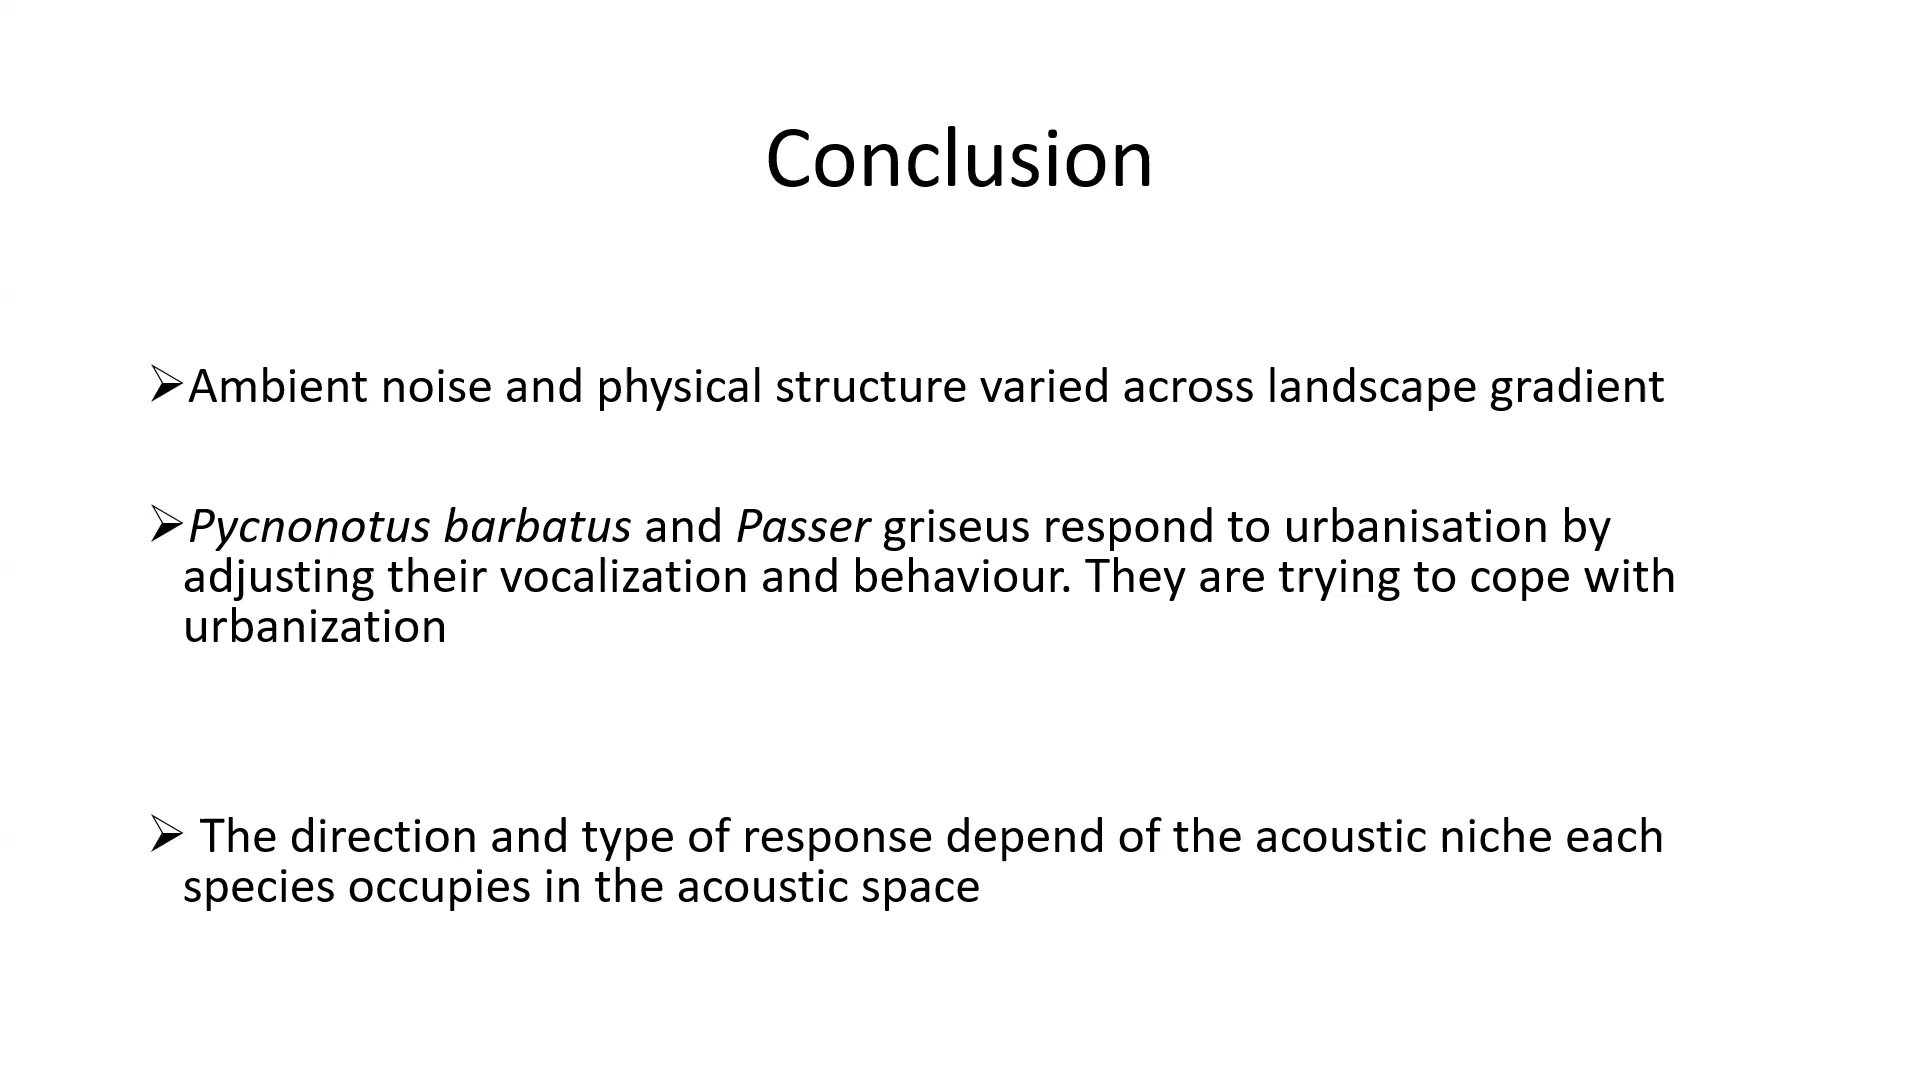 Conclusion
➢Ambient noise and physical structure varied across landscape gradient
➢Pycnonotus barbatus and Passer griseus respond to urbanisation by
adjusting their vocalization and behaviour. They are trying to cope with
urbanization
➢ The direction and type of response depend of the acoustic niche each
species occupies in the acoustic space